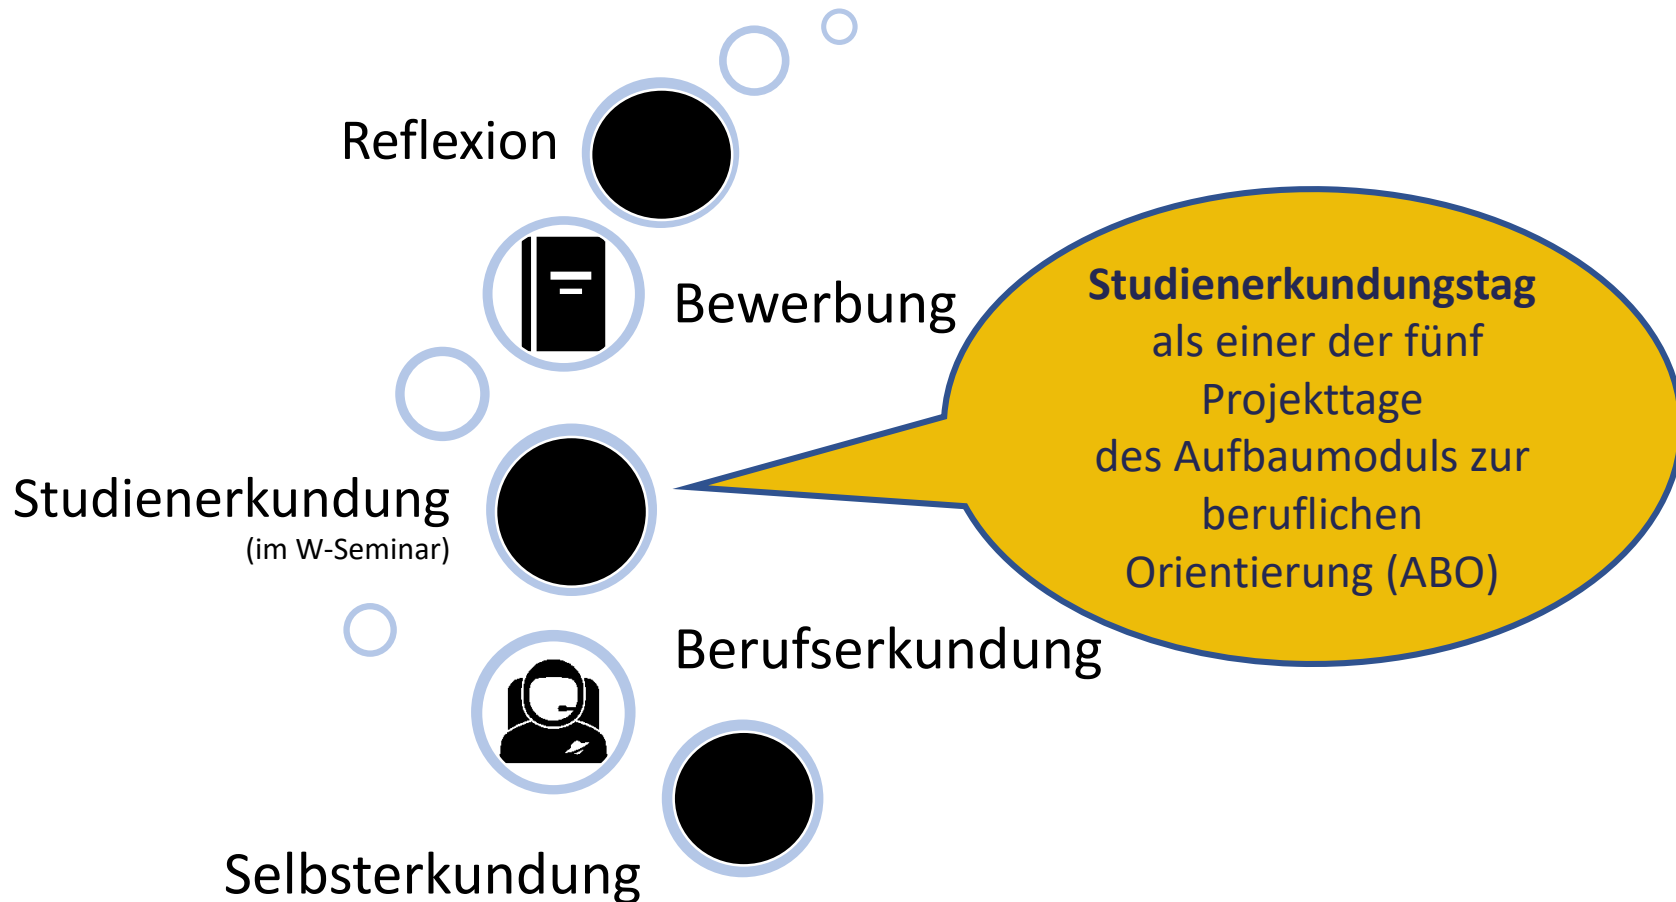 Reflexion
Bewerbung
Studienerkundung
(im W-Seminar)
Berufserkundung
Selbsterkundung
Studienerkundungstag
als einer der fünf
Projekttage
des Aufbaumoduls zur
beruflichen
Orientierung (ABO)